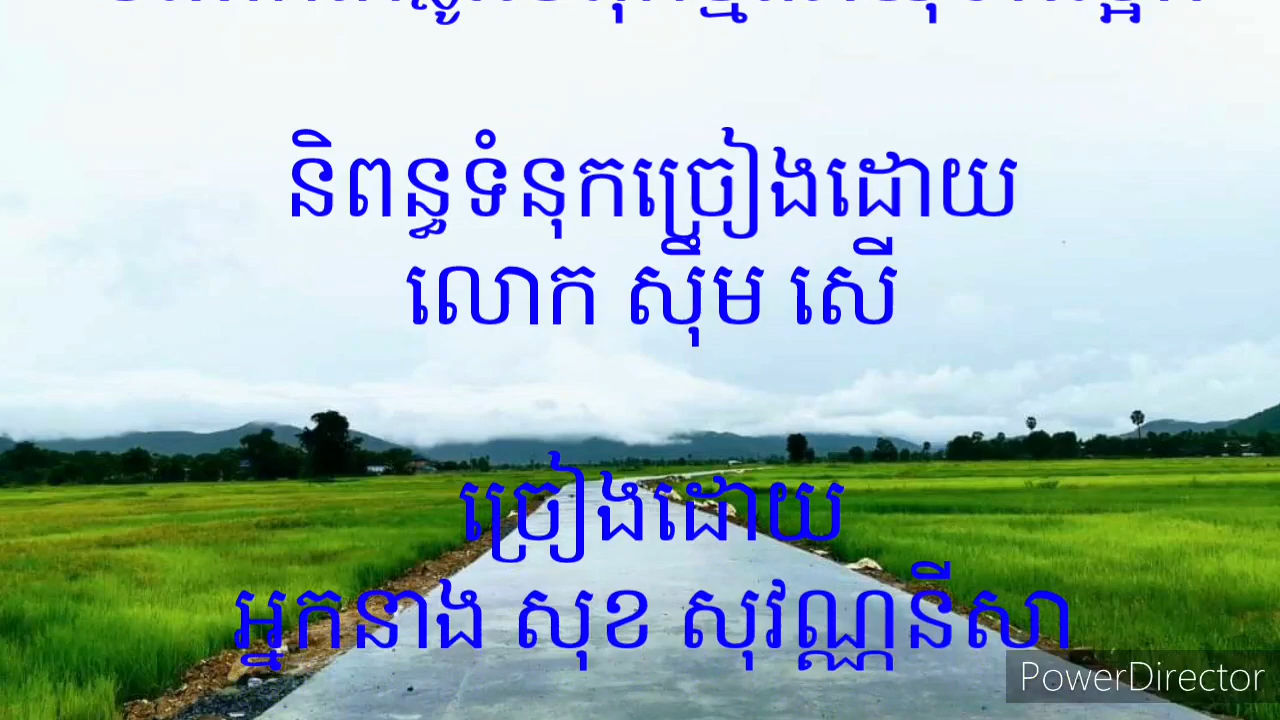 និពន្ធទំនុកច្រៀងដោយ
លោក ស៊ឹម សើ
ច្រៀងដោយ
អ្នកនាង សុខ សុវណ្ណនីសា
PowerDirector